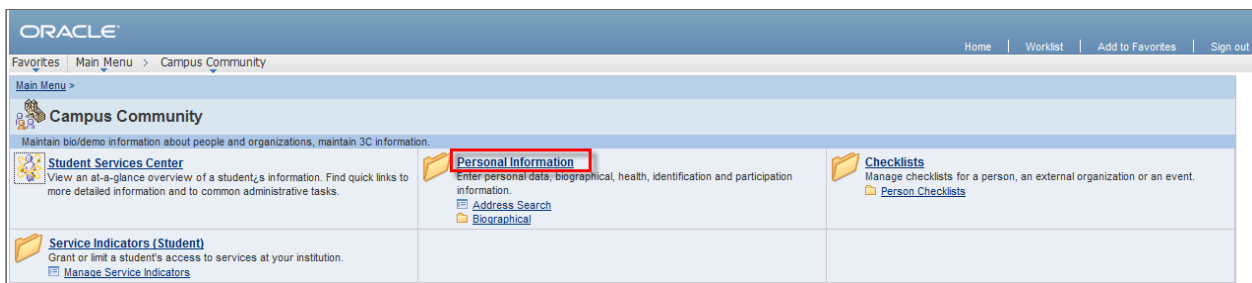 ORACLE
Home | Worklist | Add to Favorites | Sign out
Favorites | Main Menu > Campus Community
Main Menu >
Campus Community
Maintain bio/demo information about people and organizations, maintain 3C information.
Student Services Center
View an at-a-glance overview of a student¿s information. Find quick links to
more detailed information and to common administrative tasks.
Personal Information
Enter personal data, biographical, health, identification and participation
information.
Address Search
Biographical
Checklists
Manage checklists for a person, an external organization or an event.
Person Checklists
Service Indicators (Student)
Grant or limit a student's access to services at your institution.
Manage Service Indicators